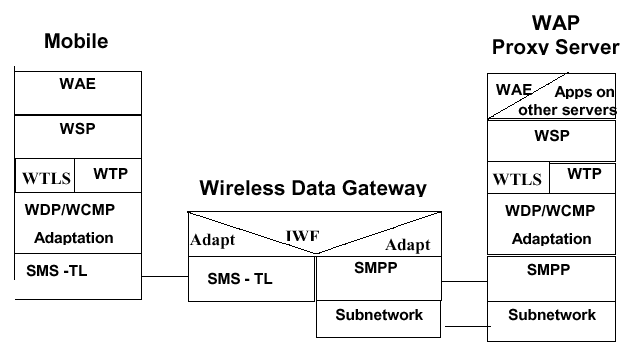 Mobile
WAE
WSP
WTLS WTP
WDP/WCMP
Adaptation
SMS -TL
Wireless Data Gateway
Adapt IWF Adapt
SMS - TL SMPP
Subnetwork
WAP
Proxy Server
WAE Apps on
other servers
WSP
WTLS WTP
WDP/WCMP
Adaptation
SMPP
Subnetwork